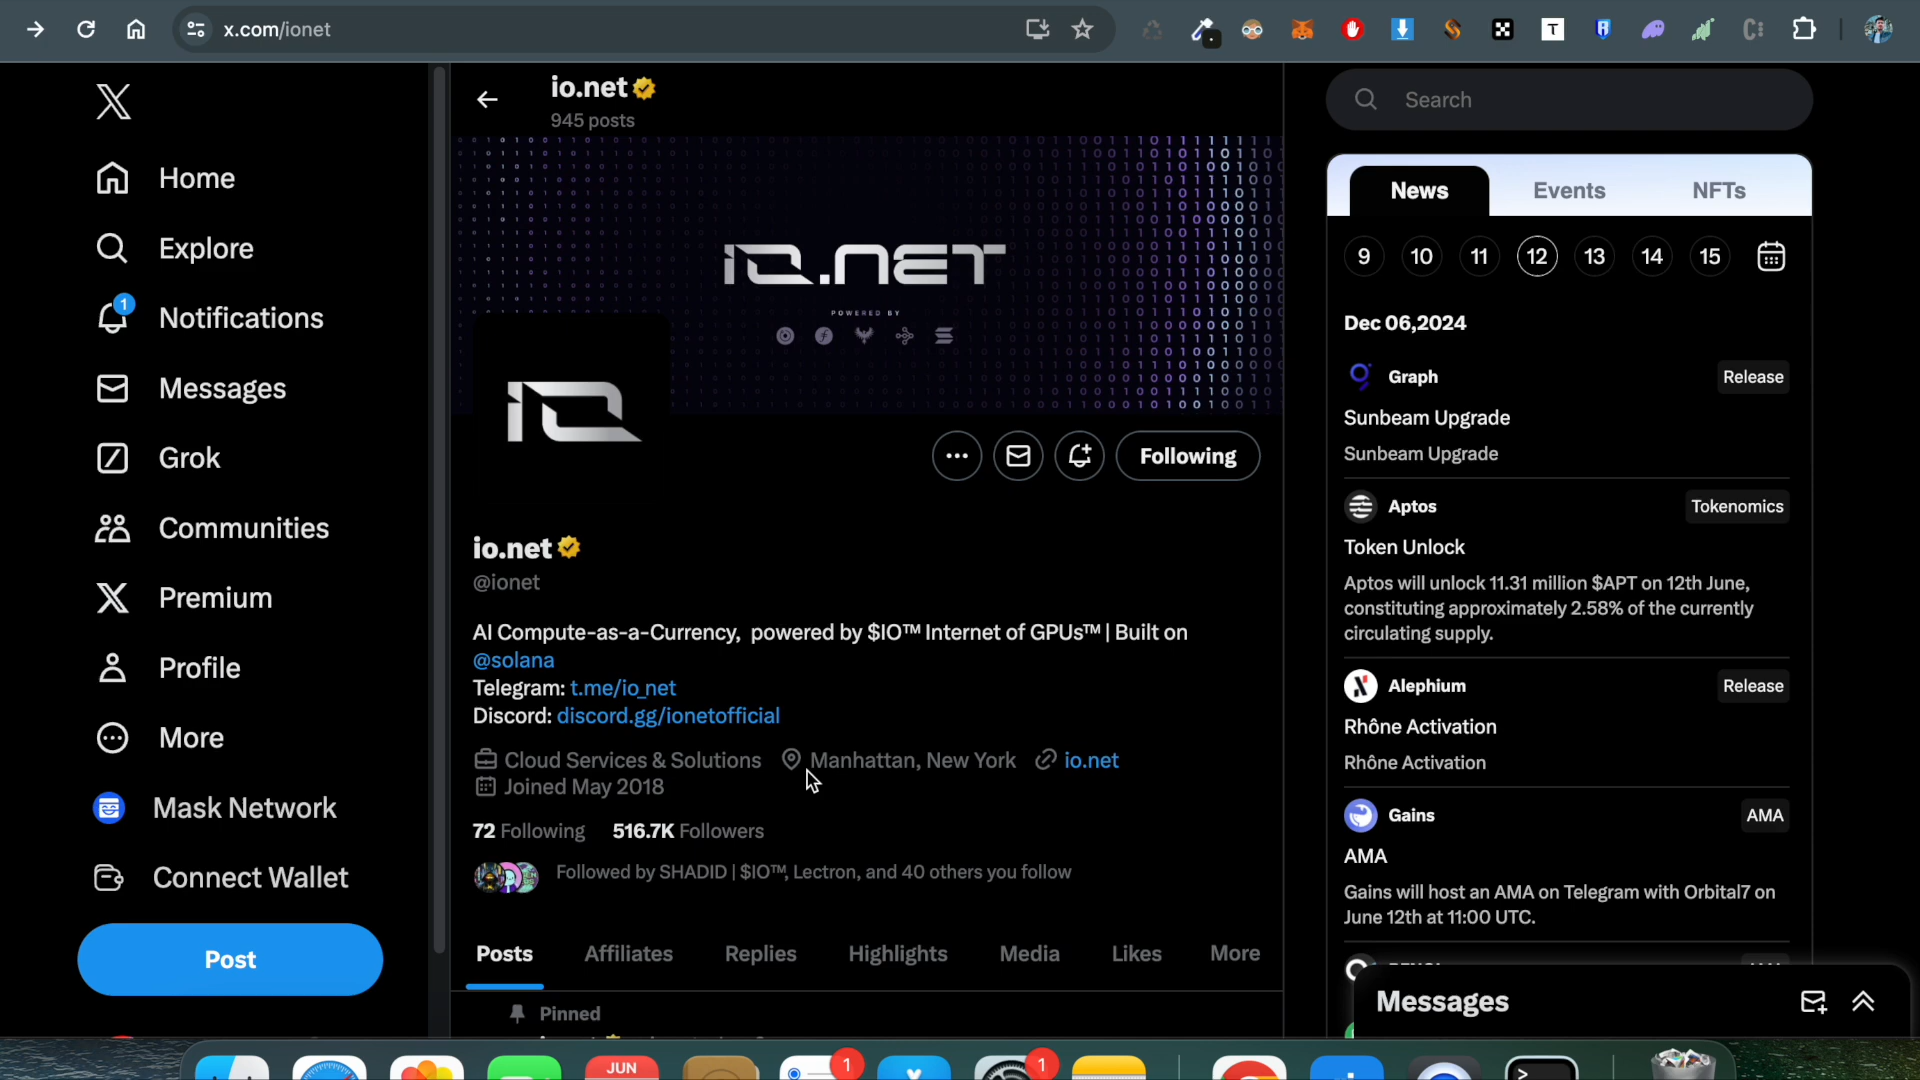 x.com/ionet
io.net
945 posts
Search
Home
Explore
1
Notifications
Messages
Grok
Communities
Premium
Profile
More
Mask Network
Connect Wallet
Post
iO.NET
POWERED BY
iO
Following
io.net
@ionet
AI Compute-as-a-Currency, powered by $IO™ Internet of GPUs™ | Built on
@solana
Telegram: t.me/io_net
Discord: discord.gg/ionetofficial
Cloud Services & Solutions Manhattan, New York io.net
Joined May 2018
72 Following 516.7K Followers
Followed by SHADID | $IO™, Lectron, and 40 others you follow
Posts Affiliates Replies Highlights Media Likes More
Pinned
News Events NFTs
9 10 11 12 13 14 15
Dec 06,2024
Graph Release
Sunbeam Upgrade
Sunbeam Upgrade
Aptos Tokenomics
Token Unlock
Aptos will unlock 11.31 million $APT on 12th June,
constituting approximately 2.58% of the currently
circulating supply.
Alephium Release
Rhône Activation
Rhône Activation
Gains AMA
AMA
Gains will host an AMA on Telegram with Orbital7 on
June 12th at 11:00 UTC.
Messages
JUN
1
1